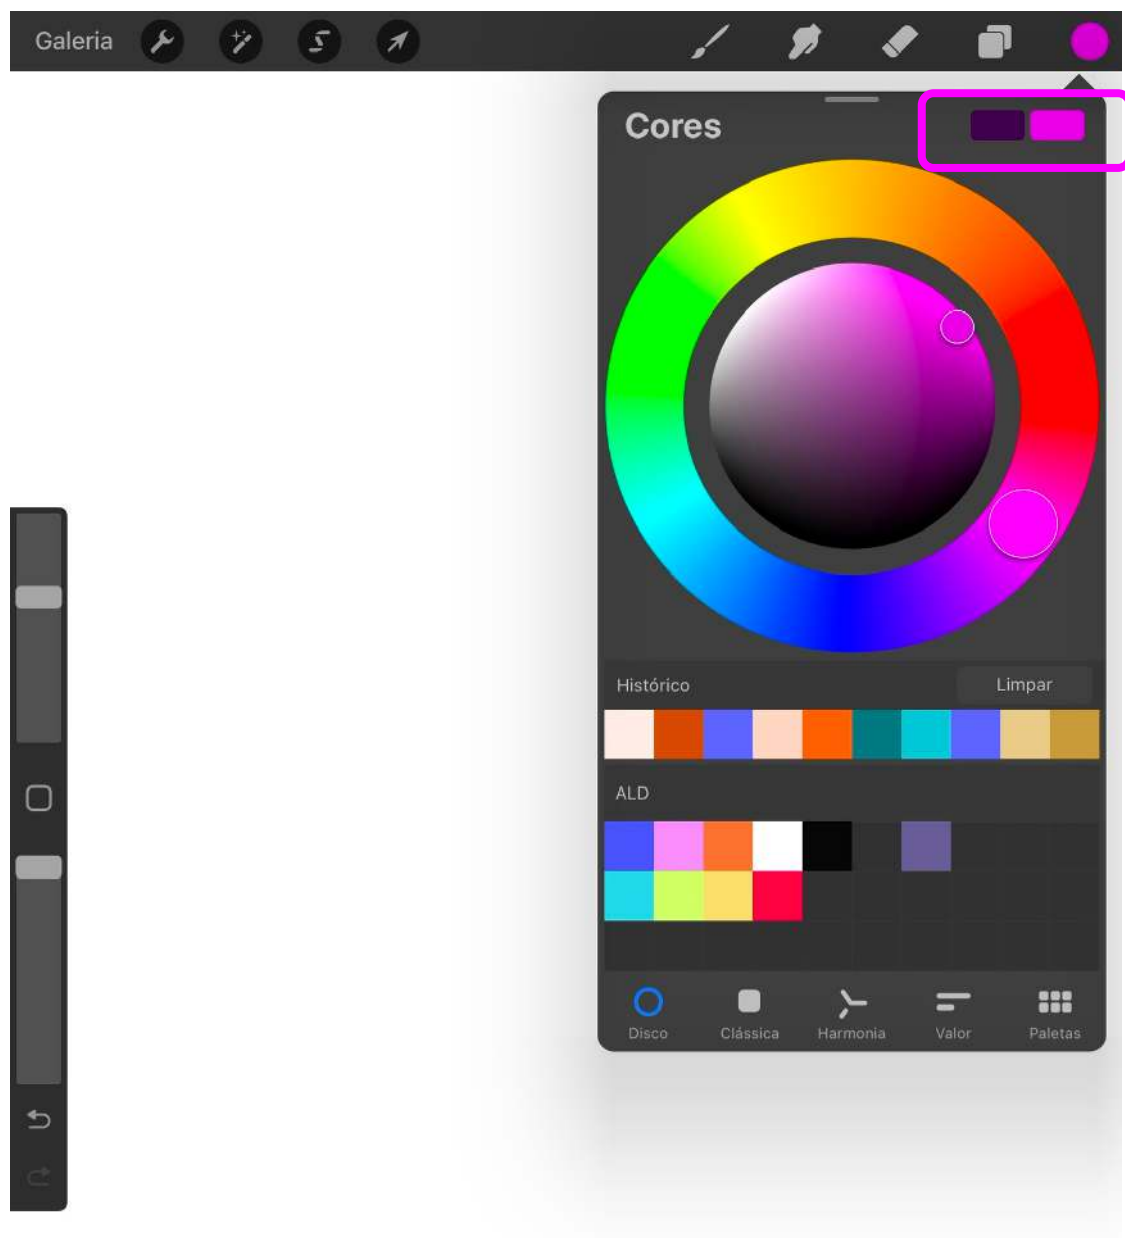 Galeria
Cores
Histórico Limpar
ALD
Disco Clássica Harmonia Valor Paletas